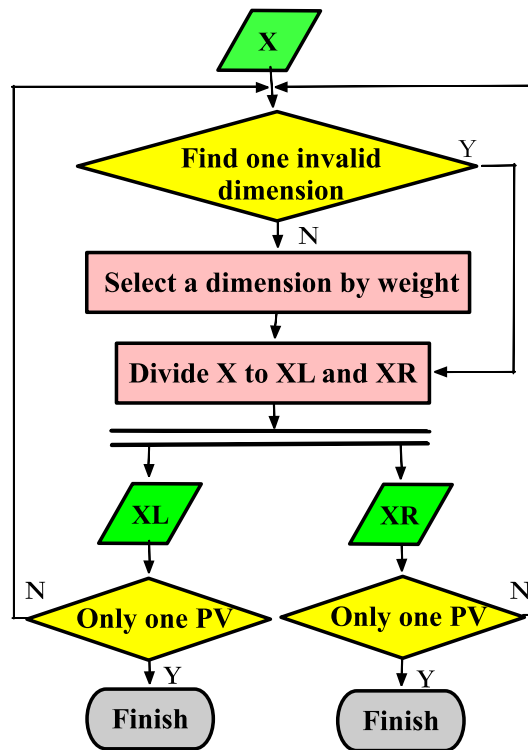 X
Find one invalid
dimension
Y
N
Select a dimension by weight
Divide X to XL and XR
XL
XR
N
Only one PV
Only one PV
N
Y
Y
Finish
Finish